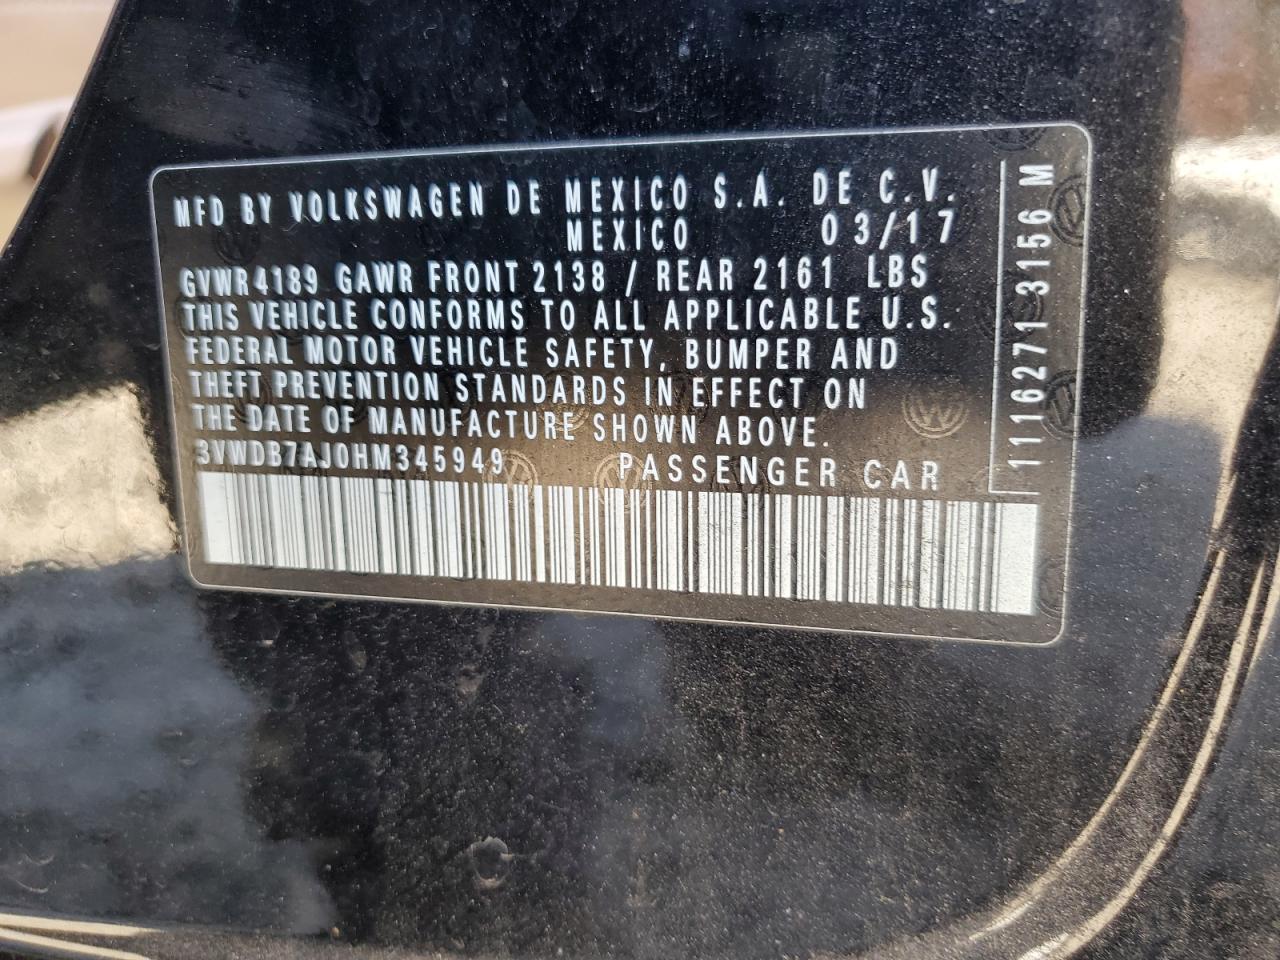 MFD BY VOLKSWAGEN DE MEXICO S.A. DE C.V.
MEXICO 03/17
GVWR 4189 GAWR FRONT 2138 / REAR 2161 LBS
THIS VEHICLE CONFORMS TO ALL APPLICABLE U.S.
FEDERAL MOTOR VEHICLE SAFETY, BUMPER AND
THEFT PREVENTION STANDARDS IN EFFECT ON
THE DATE OF MANUFACTURE SHOWN ABOVE.
3VWDB7AJ0HM345949 PASSENGER CAR
1116271 3156 M